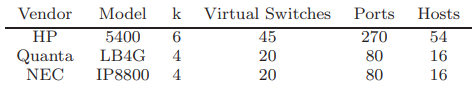 Vendor Model k Virtual Switches Ports Hosts
HP 5400 6 45 270 54
Quanta LB4G 4 20 80 16
NEC IP8800 4 20 80 16